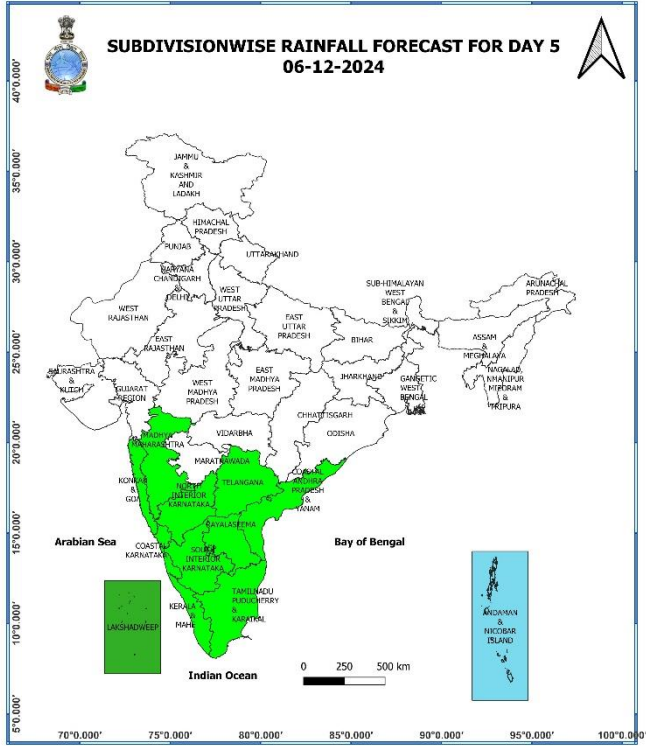 SUBDIVISIONWISE RAINFALL FORECAST FOR DAY 5
06-12-2024
40°0.000'
35°0.000'
30°0.000'
25°0.000'
20°0.000'
15°0.000'
10°0.000'
5°0.000'
JAMMU
&
KASHMIR
AND
LADAKH
HIMACHAL
PRADESH
PUNJAB
UTTARAKHAND
HARYANA
CHANDIGARH
&
DELHI
WEST
UTTAR
PRADESH
WEST
RAJASTHAN
EAST
RAJASTHAN
EAST
UTTAR
PRADESH
SUB-HIMALAYAN
WEST
BENGAL
&
SIKKIM
ARUNACHAL
PRADESH
BIHAR
ASSAM
&
MEGHALAYA
NAGALAD,
NMANIPUR
MIZORAM
&
TRIPURA
SAURASHTRA
&
KUTCH
GUJARAT
REGION
WEST
MADHYA
PRADESH
EAST
MADHYA
PRADESH
JHARKHAND
GANGETIC
WEST
BENGAL
CHHATTISGARH
ODISHA
VIDARBHA
MADHYA
MAHARASHTRA
MARATHAWADA
KONKAN
&
GOA
NORTH
INTERIOR
KARNATAKA
TELANGANA
COASTAL
ANDHRA
PRADESH
&
YANAM
RAYALASEEMA
COASTAL
KARNATAKA
SOUTH
INTERIOR
KARNATAKA
TAMILNADU
PUDUCHERRY
&
KARAIKAL
KERALA
&
MAHE
LAKSHADWEEP
ANDAMAN
&
NICOBAR
ISLAND
Arabian Sea
Bay of Bengal
Indian Ocean
0 250 500 km
70°0.000' 75°0.000' 80°0.000' 85°0.000' 90°0.000' 95°0.000' 100°0.000'